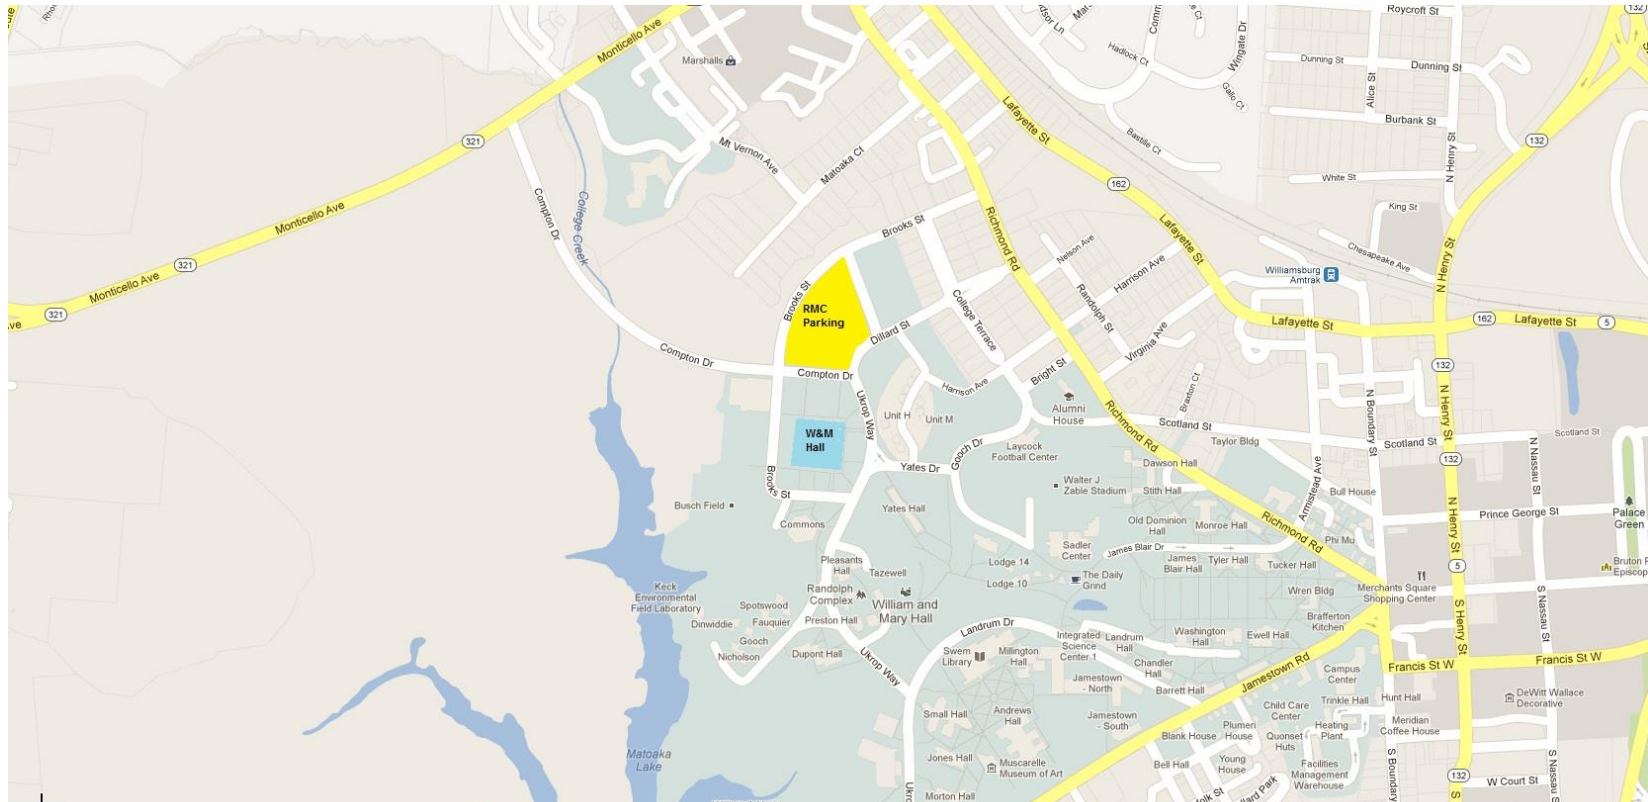 Roycroft St
132
Monticello Ave
Marshalls
Hadlock Ct
Wingate Dr
Gallo Ct
Dunning St
Dunning St
Alice St
Burbank St
N Henry St
Lafayette St
Bastille Ct
132
321
Mt Vernon Ave
Matoaka Ct
White St
162
King St
Compton Dr
College Creek
Monticello Ave
Brooks St
Richmond Rd
Lafayette St
Nelson Ave
Harrison Ave
Chesapeake Ave
N Henry St
321
Monticello Ave
321
Williamsburg
Amtrak
Brooks St
RMC
Parking
College Terrace
Randolph St
Dillard St
Virginia Ave
Lafayette St
162
Lafayette St
5
Compton Dr
Compton Dr
Harrison Ave
Bright St
132
Ukrop Way
Unit H
Unit M
Alumni
House
Braxton Ct
N Boundary St
N Henry St
Richmond Rd
Scotland St
W&M
Hall
Gooch Dr
Laycock
Football Center
Taylor Bldg
Scotland St
Scotland St
132
Yates Dr
Dawson Hall
Brooks St
Walter J
Zable Stadium
Stith Hall
Armistead Ave
Bull House
N Nassau St
Busch Field
Yates Hall
Commons
Old Dominion
Hall
Monroe Hall
Richmond Rd
Prince George St
Palace
Green
N Henry St
Phi Mu
Sadler
Center
James Blair Dr
James
Blair Hall
Tyler Hall
Tucker Hall
Pleasants
Hall
Tazewell
Lodge 14
Lodge 10
The Daily
Grind
5
Keck
Environmental
Field Laboratory
Randolph
Complex
William and
Mary Hall
Wren Bldg
Merchants Square
Shopping Center
Spotswood
Fauquier
Dinwiddie
Preston Hall
Landrum Dr
Brafferton
Kitchen
S Henry St
S Nassau St
Gooch
Nicholson
Dupont Hall
Ukrop Way
Swem
Library
Millington
Hall
Integrated
Science
Center 1
Landrum
Hall
Washington
Hall
Ewell Hall
Chandler
Hall
Jamestown Rd
Francis St W
Francis St W
Jamestown
- North
Barrett Hall
Campus
Center
Trinkle Hall
Hunt Hall
DeWitt Wallace
Decorative
Small Hall
Andrews
Hall
Jamestown
- South
Child Care
Center
Plumeri
House
Heating
Plant
Meridian
Coffee House
Blank House
Quonset
Huts
Matoaka
Lake
Jones Hall
Muscarelle
Museum of Art
Bell Hall
Young
House
Facilities
Management
Warehouse
S Boundary
132
W Court St
S Nassau St
Morton Hall